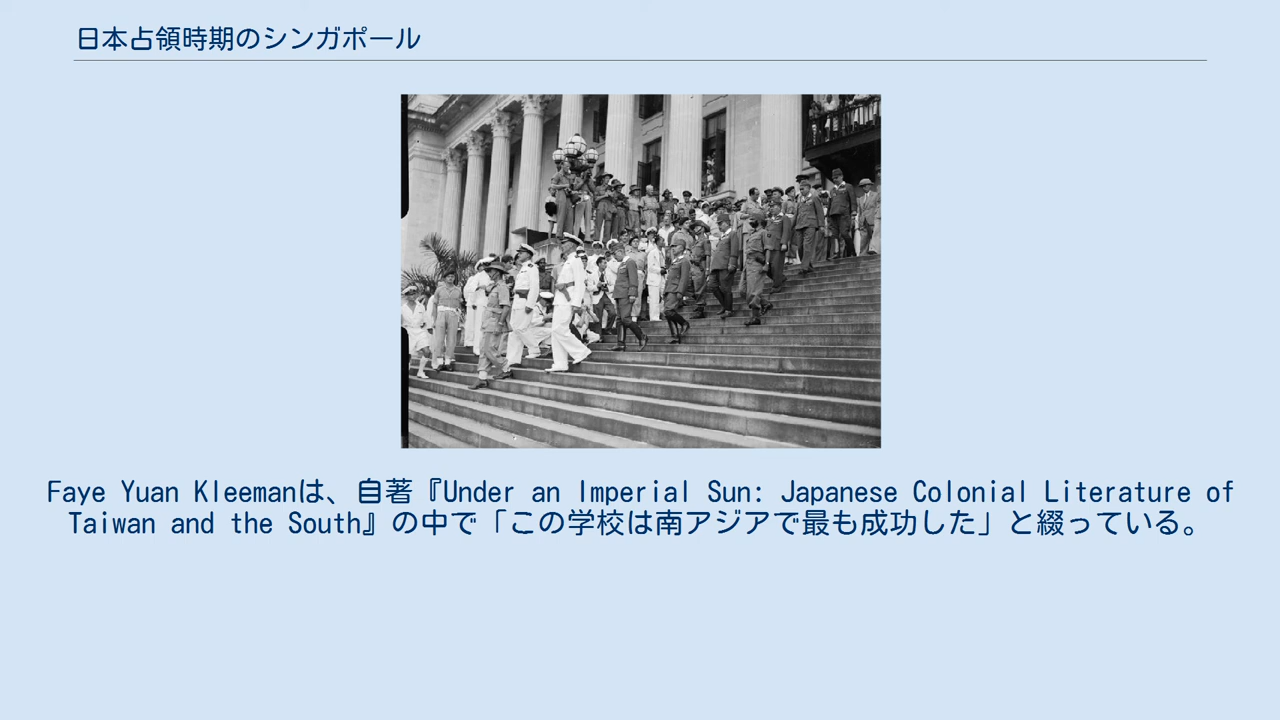 日本占領時期のシンガポール
Faye Yuan Kleemanは、自著『Under an Imperial Sun: Japanese Colonial Literature of
Taiwan and the South』の中で「この学校は南アジアで最も成功した」と綴っている。